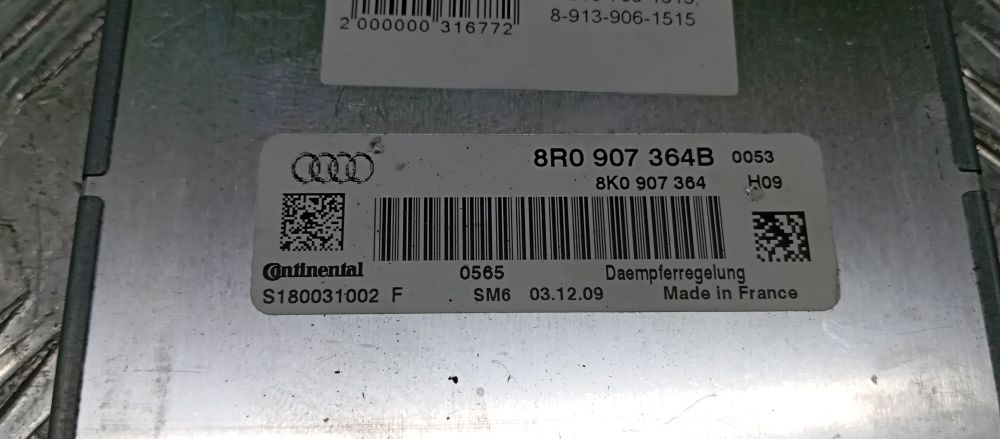 2 000000 316772
8-913-906-1515
8R0 907 364B 0053
8K0 907 364 H09
Continental 0565 Daempferregelung
S180031002 F SM6 03.12.09 Made in France